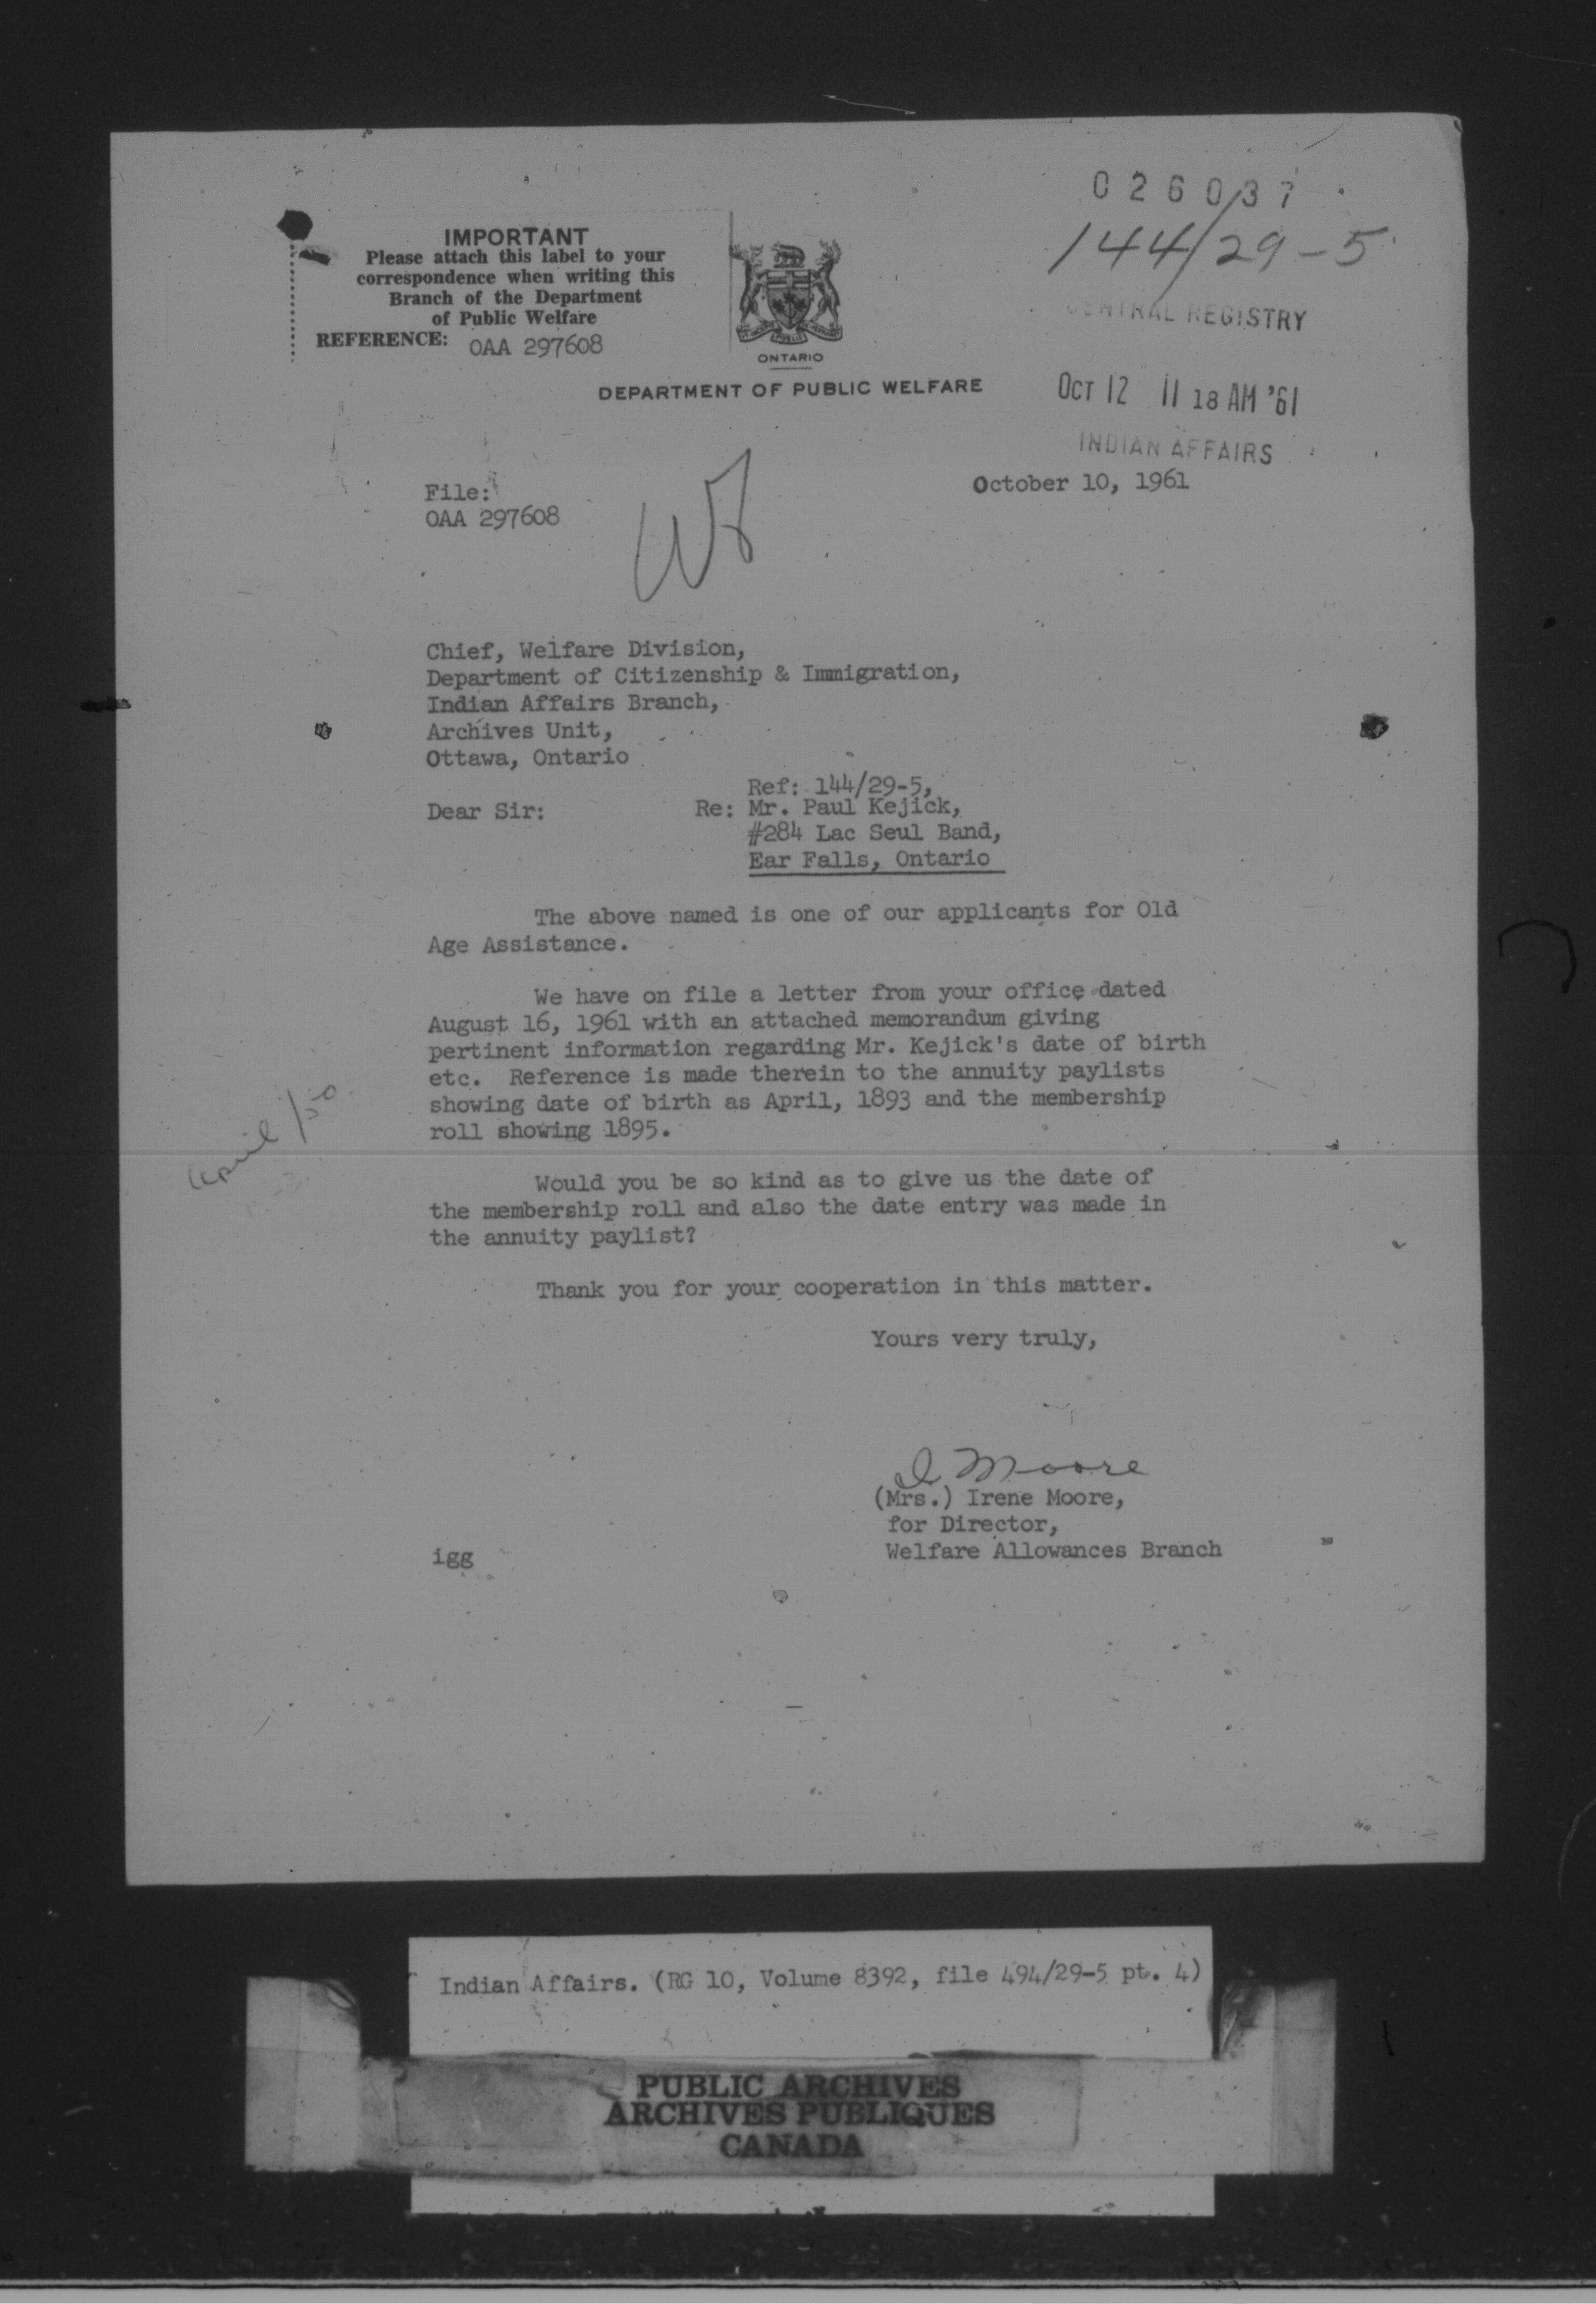 026037
144/29-5
CENTRAL REGISTRY
OCT 12 11 18 AM '61
INDIAN AFFAIRS
IMPORTANT
Please attach this label to your
correspondence when writing this
Branch of the Department
of Public Welfare
REFERENCE: OAA 297608
ONTARIO
DEPARTMENT OF PUBLIC WELFARE
October 10, 1961
File:
OAA 297608
Chief, Welfare Division,
Department of Citizenship & Immigration,
Indian Affairs Branch,
Archives Unit,
Ottawa, Ontario
Ref: 144/29-5,
Dear Sir: Re: Mr. Paul Kejick,
#284 Lac Seul Band,
Ear Falls, Ontario
The above named is one of our applicants for Old
Age Assistance.
We have on file a letter from your office dated
August 16, 1961 with an attached memorandum giving
pertinent information regarding Mr. Kejick's date of birth
etc. Reference is made therein to the annuity paylists
showing date of birth as April, 1893 and the membership
roll showing 1895.
April
Would you be so kind as to give us the date of
the membership roll and also the date entry was made in
the annuity paylist?
Thank you for your cooperation in this matter.
Yours very truly,
I Moore
(Mrs.) Irene Moore,
for Director,
Welfare Allowances Branch
igg
Indian Affairs. (RG 10, Volume 8392, file 494/29-5 pt. 4)
PUBLIC ARCHIVES
ARCHIVES PUBLIQUES
CANADA